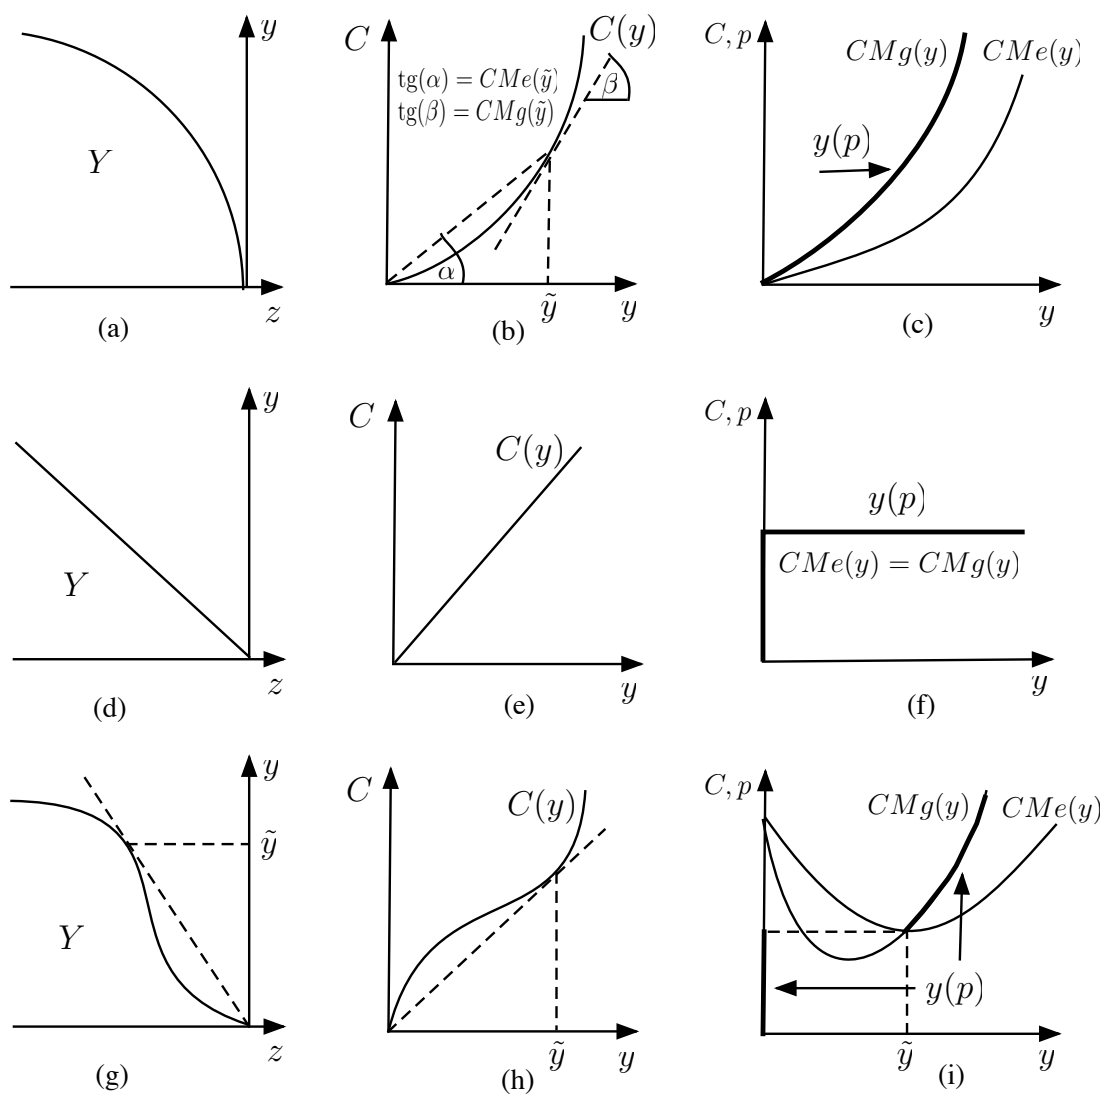 y
Y
z
(a)
C
C(y)
tg(α) = CMe(ỹ)
tg(β) = CMg(ỹ)
β
α
ỹ
y
(b)
C, p
CMg(y)
CMe(y)
y(p)
y
(c)
y
Y
z
(d)
C
C(y)
y
(e)
C, p
y(p)
CMe(y) = CMg(y)
y
(f)
y
ỹ
Y
z
(g)
C
C(y)
ỹ
y
(h)
C, p
CMg(y)
CMe(y)
y(p)
ỹ
y
(i)